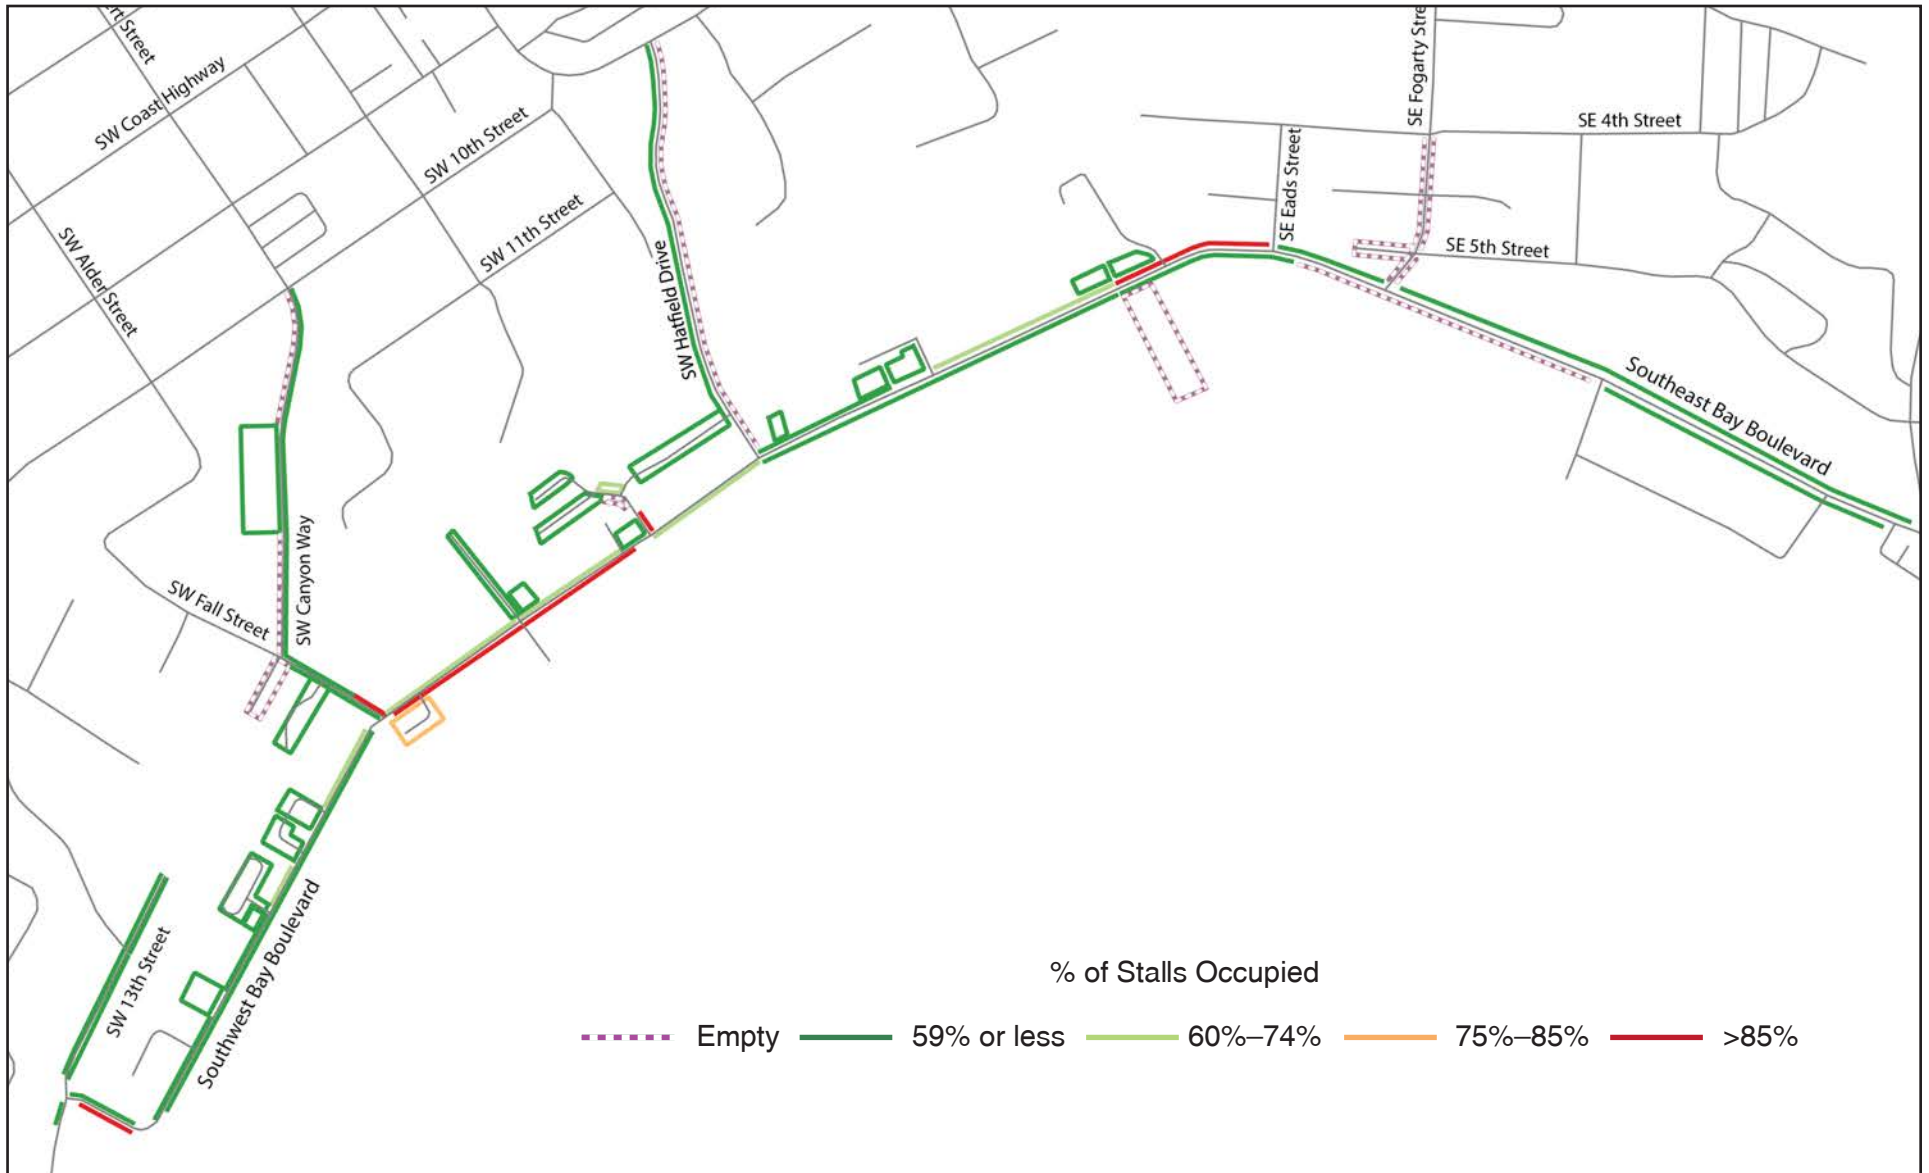 ert Street
SW Coast Highway
SW 10th Street
SW 11th Street
SW Alder Street
SW Hatfield Drive
SE Fogarty Stre
SE 4th Street
SE Eads Street
SE 5th Street
Southeast Bay Boulevard
SW Canyon Way
SW Fall Street
SW 13th Street
Southwest Bay Boulevard
% of Stalls Occupied
Empty 59% or less 60%–74% 75%–85% >85%